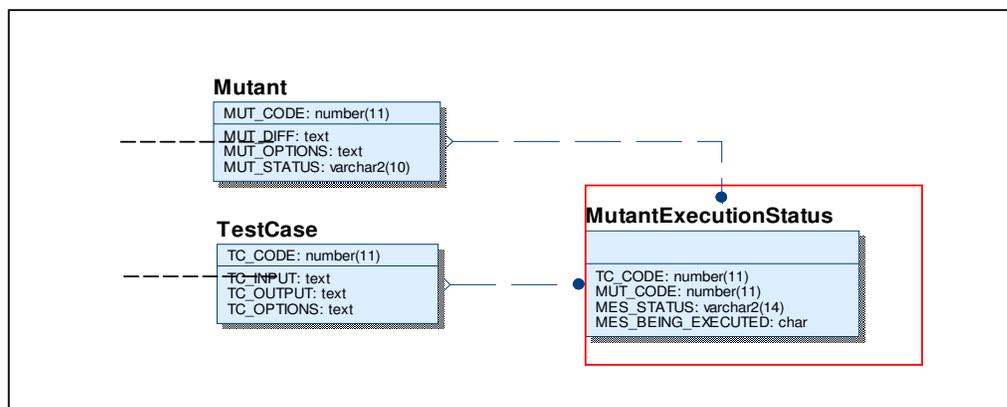 Mutant
MUT_CODE: number(11)
MUT_DIFF: text
MUT_OPTIONS: text
MUT_STATUS: varchar2(10)
TestCase
TC_CODE: number(11)
TC_INPUT: text
TC_OUTPUT: text
TC_OPTIONS: text
MutantExecutionStatus
TC_CODE: number(11)
MUT_CODE: number(11)
MES_STATUS: varchar2(14)
MES_BEING_EXECUTED: char